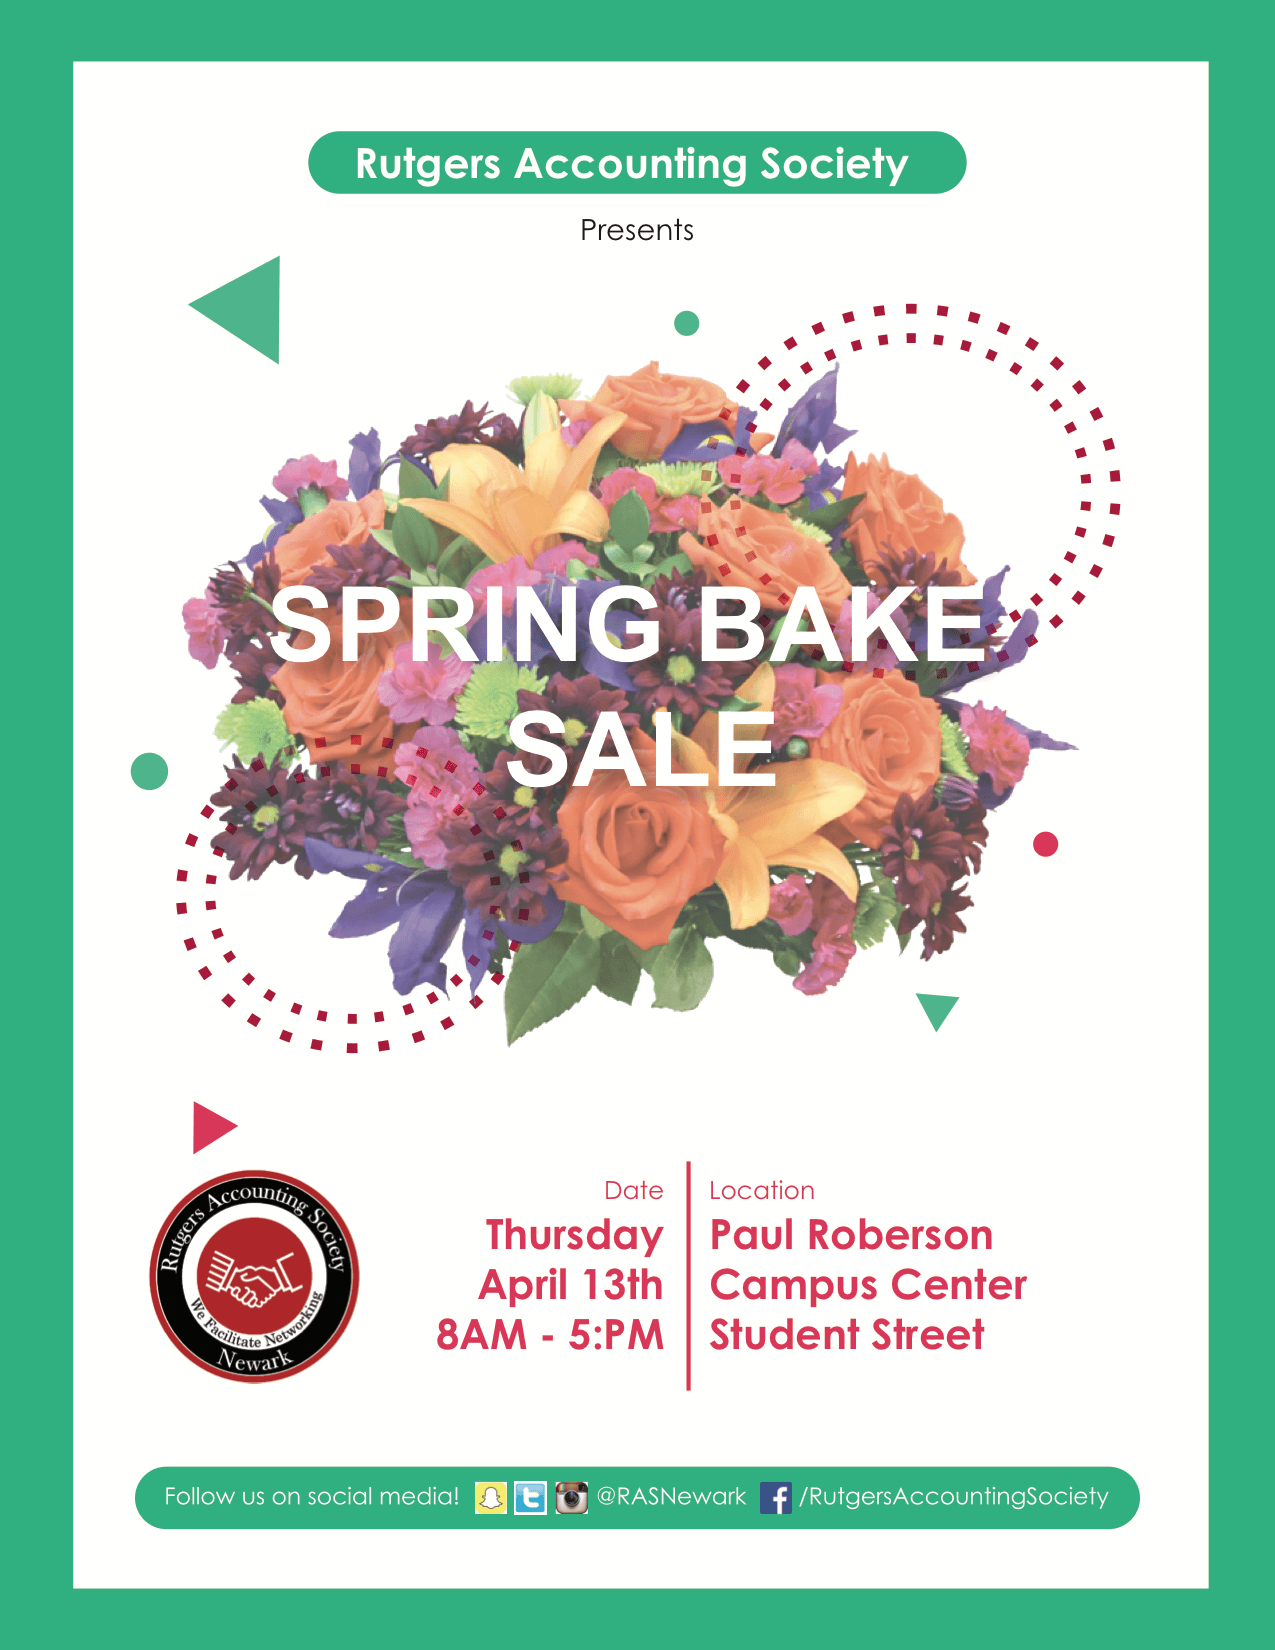 Rutgers Accounting Society
Presents
SPRING BAKE
SALE
Date
Thursday
April 13th
8AM - 5:PM
Location
Paul Roberson
Campus Center
Student Street
Rutgers Accounting Society
We Facilitate Networking
Newark
Follow us on social media! @RASNewark /RutgersAccountingSociety